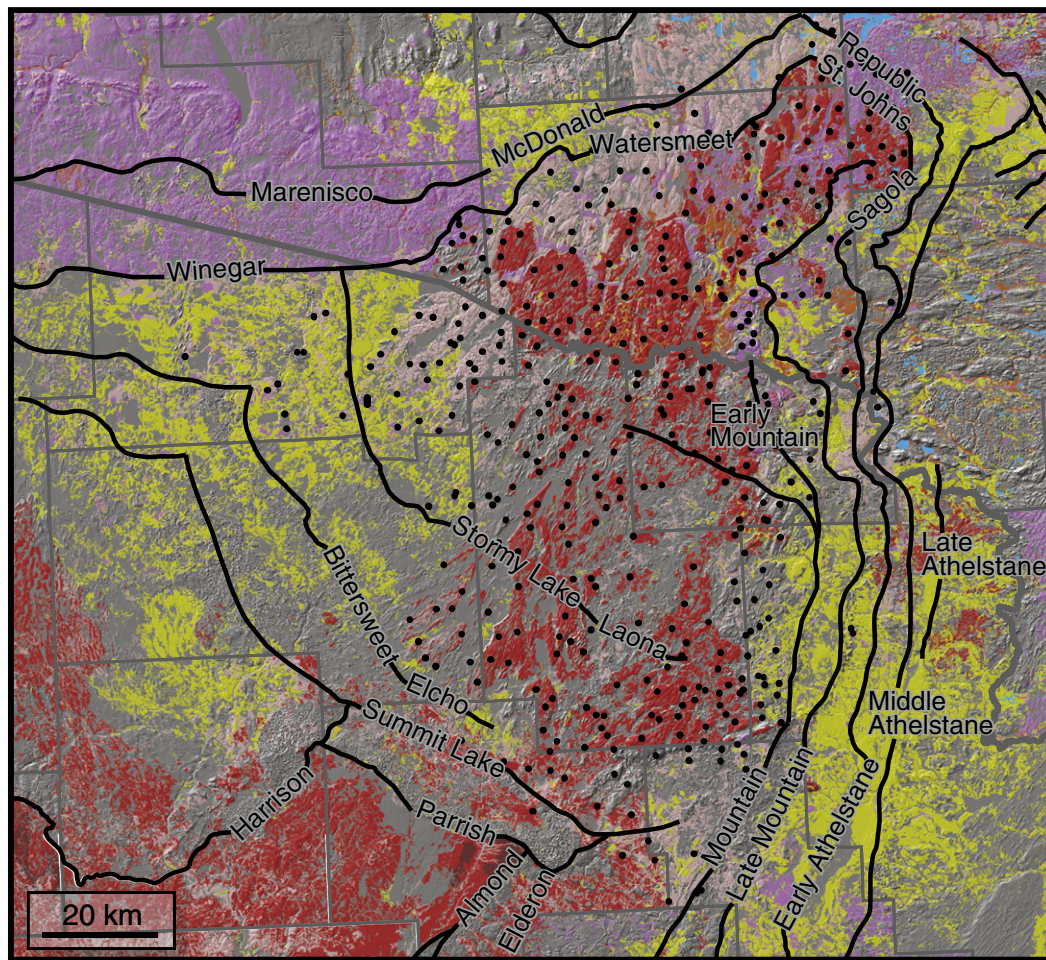 Republic
St. Johns
McDonald
Watersmeet
Marenisco
Sagola
Winegar
Early
Mountain
Stormy Lake
Late
Athelstane
Bittersweet
Laona
Elcho
Middle
Athelstane
Summit Lake
Harrison
Parrish
Mountain
Late Mountain
Early Athelstane
Almond
Elderon
20 km